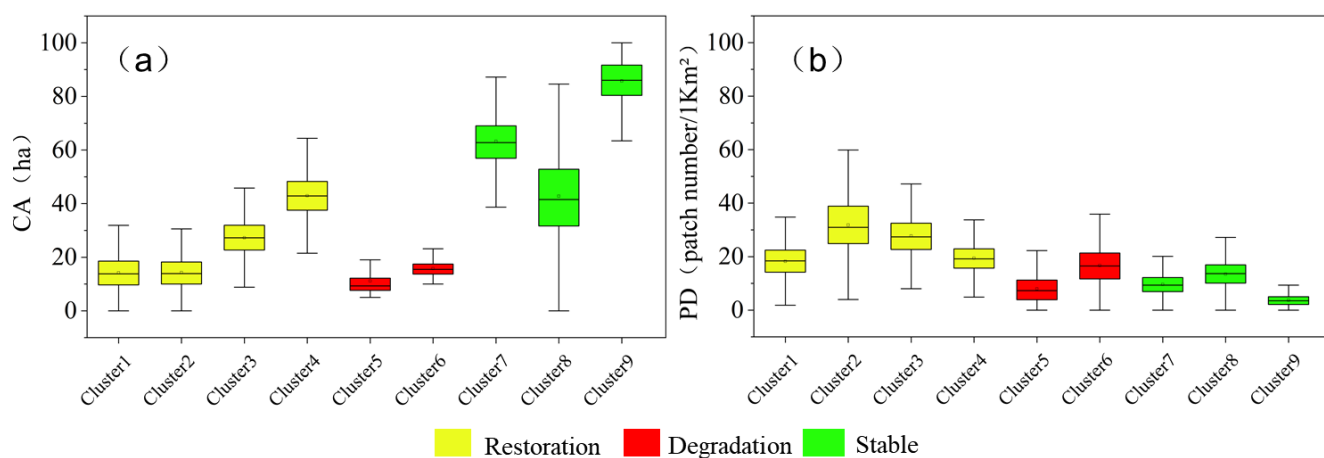 （a）
CA（ha）
100
80
60
40
20
0
Cluster1
Cluster2
Cluster3
Cluster4
Cluster5
Cluster6
Cluster7
Cluster8
Cluster9
（b）
PD（patch number/1Km²）
100
80
60
40
20
0
Cluster1
Cluster2
Cluster3
Cluster4
Cluster5
Cluster6
Cluster7
Cluster8
Cluster9
Restoration Degradation Stable